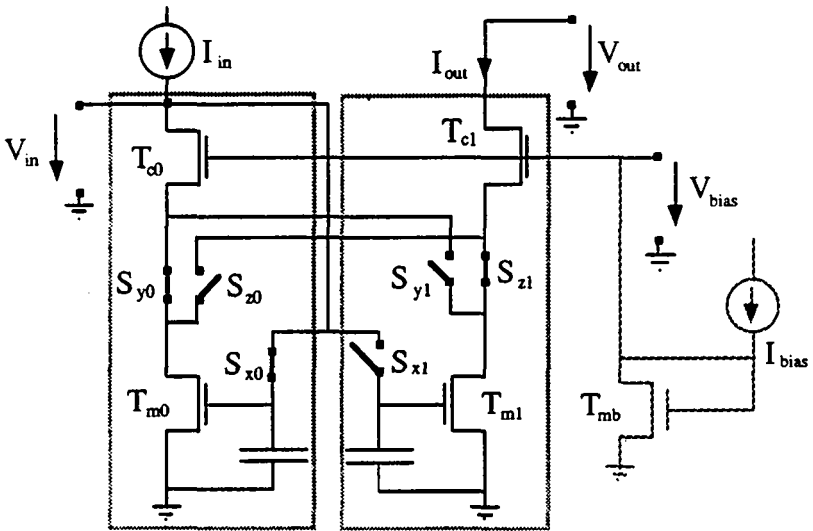 I in
I out
V out
V in
T c0
T c1
V bias
S y0
S z0
S y1
S z1
I bias
S x0
S x1
T m0
T m1
T mb